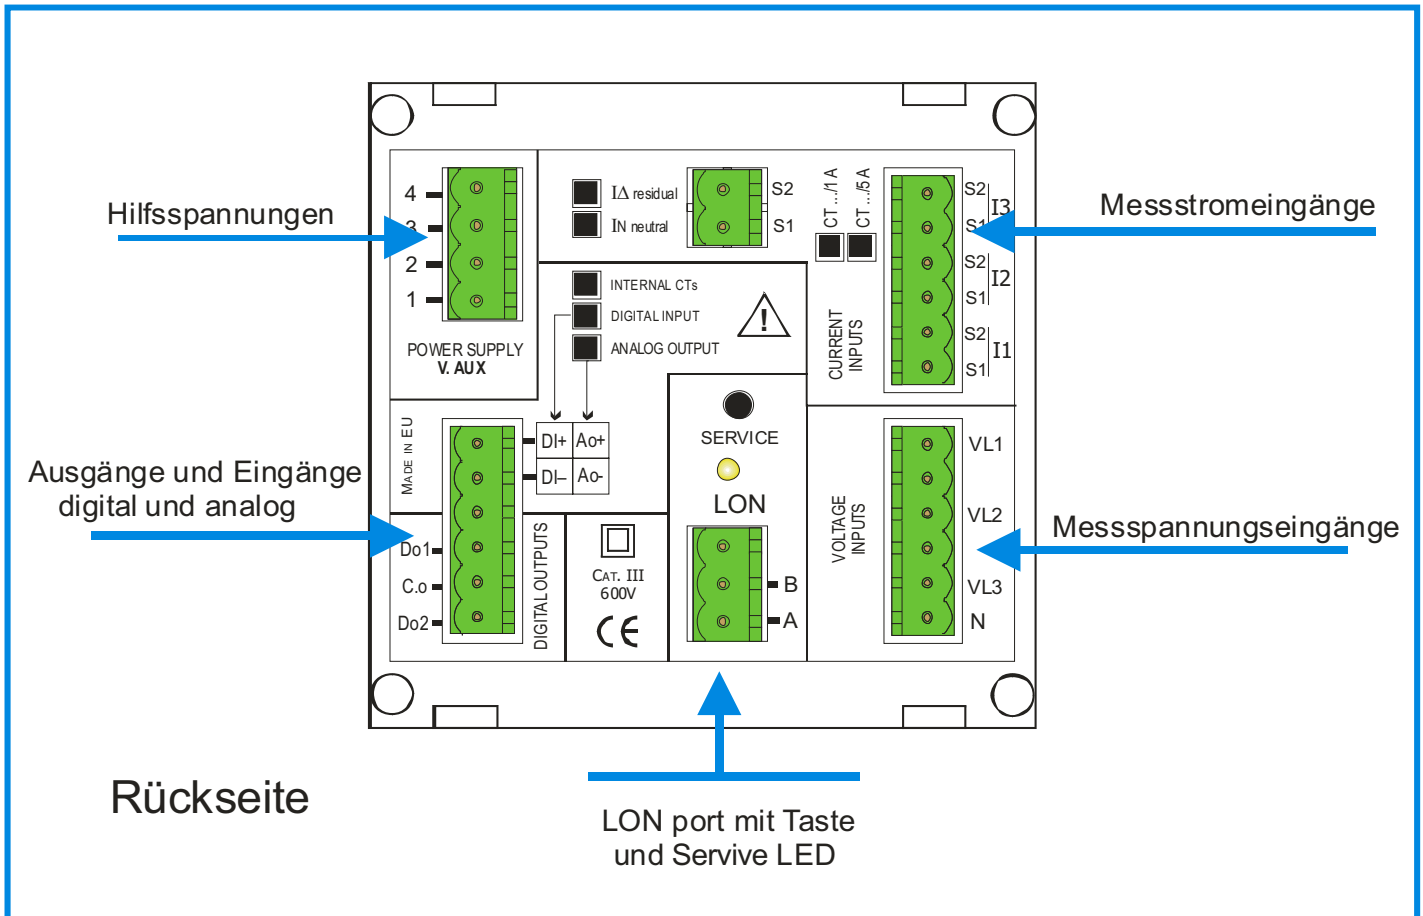 Hilfsspannungen
4
3
2
1
POWER SUPPLY
V. AUX
IΔ residual
IN neutral
S2
S1
CT .../1 A
CT .../5 A
S2
S1
I3
S2
S1
I2
S2
S1
I1
CURRENT
INPUTS
Messstromeingänge
INTERNAL CTs
DIGITAL INPUT
ANALOG OUTPUT
!
MADE IN EU
DI+
Ao+
DI–
Ao-
Ausgänge und Eingänge
digital und analog
Do1
C.o
Do2
DIGITAL OUTPUTS
CAT. III
600V
CE
SERVICE
LON
B
A
VOLTAGE
INPUTS
VL1
VL2
VL3
N
Messspannungseingänge
Rückseite
LON port mit Taste
und Servive LED